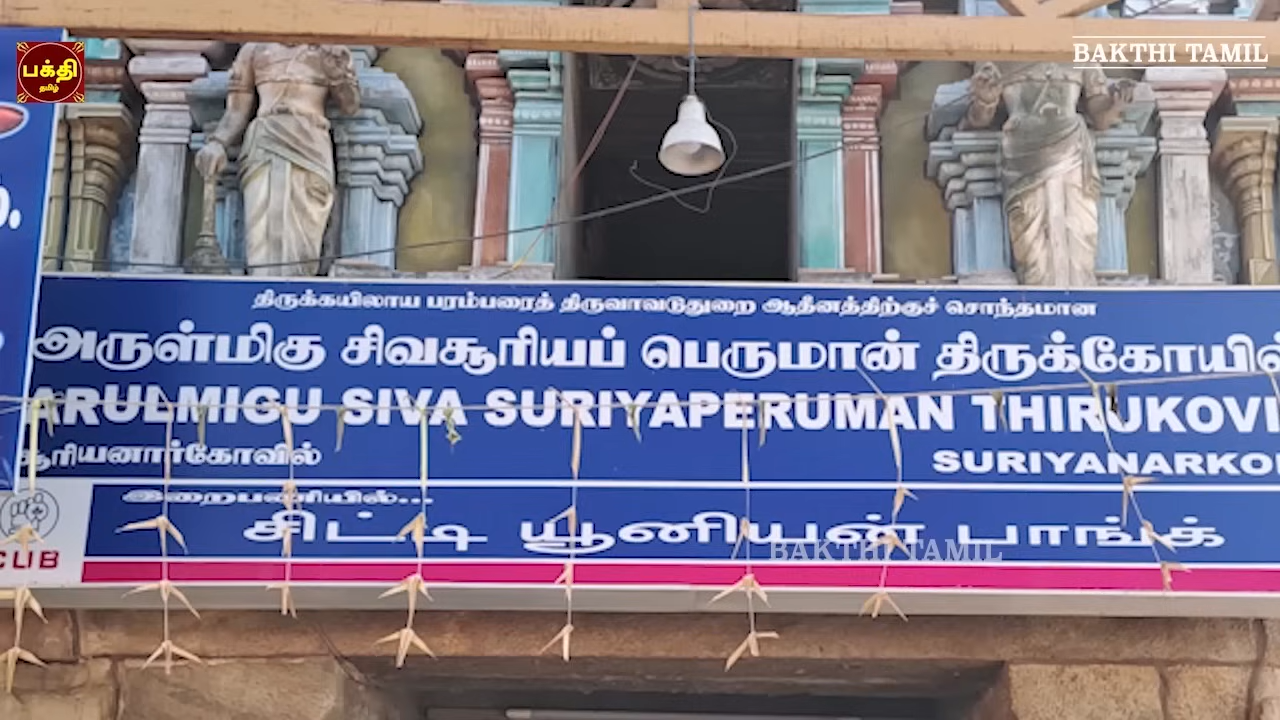 பக்தி
தமிழ்
BAKTHI TAMIL
திருக்கயிலாய பரம்பரைத் திருவாவடுதுறை ஆதீனத்திற்குச் சொந்தமான
அருள்மிகு சிவசூரியப் பெருமான் திருக்கோயில்
ARULMIGU SIVA SURIYAPERUMAN THIRUKOVI
சூரியனார்கோவில்
SURIYANARKO
இறைபணியில்...
சிட்டி யூனியன் பாங்க்
CUB
BAKTHI TAMIL